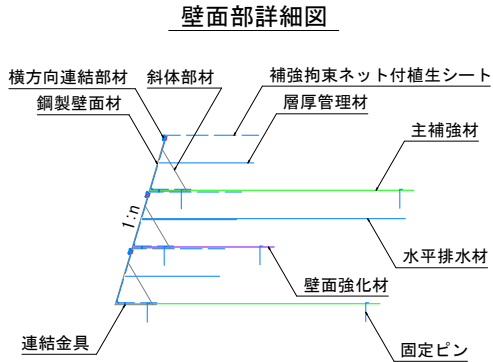 壁面部詳細図
横方向連結部材
斜体部材
補強拘束ネット付植生シート
鋼製壁面材
層厚管理材
主補強材
1:n
水平排水材
壁面強化材
連結金具
固定ピン